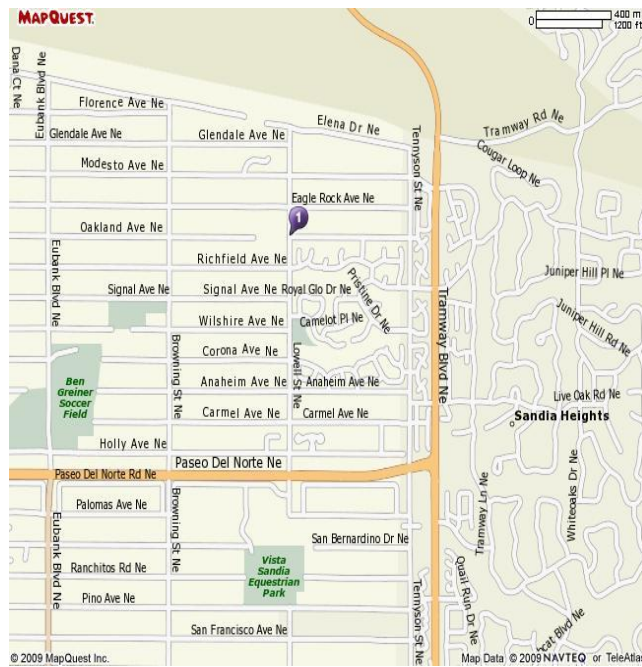 MAPQUEST.
400 m
0
1200 ft
Dana Ct Ne
Eubank Blvd Ne
Florence Ave Ne
Glendale Ave Ne
Glendale Ave Ne
Elena Dr Ne
Tennyson St Ne
Tramway Rd Ne
Cougar Loop Ne
Modesto Ave Ne
Eagle Rock Ave Ne
1
Oakland Ave Ne
Eubank Blvd Ne
Richfield Ave Ne
Pristine Dr Ne
Juniper Hill Pl Ne
Signal Ave Ne
Signal Ave Ne
Royal Glo Dr Ne
Tramway Blvd Ne
Juniper Hill Rd Ne
Wilshire Ave Ne
Camelot Pl Ne
Browning St Ne
Corona Ave Ne
Lowell St Ne
Ben
Greiner
Soccer
Field
Anaheim Ave Ne
Anaheim Ave Ne
Live Oak Rd Ne
Carmel Ave Ne
Carmel Ave Ne
Sandia Heights
Holly Ave Ne
Paseo Del Norte Ne
Paseo Del Norte Rd Ne
Whiteoaks Dr Ne
Tramway Ln Ne
Palomas Ave Ne
Browning St Ne
Eubank Blvd Ne
San Bernardino Dr Ne
Ranchitos Rd Ne
Vista
Sandia
Equestrian
Park
Quail Run Dr Ne
Tennyson St Ne
Pino Ave Ne
San Francisco Ave Ne
Blvd Ne
© 2009 MapQuest Inc.
Map Data © 2009 NAVTEQ or TeleAtlas